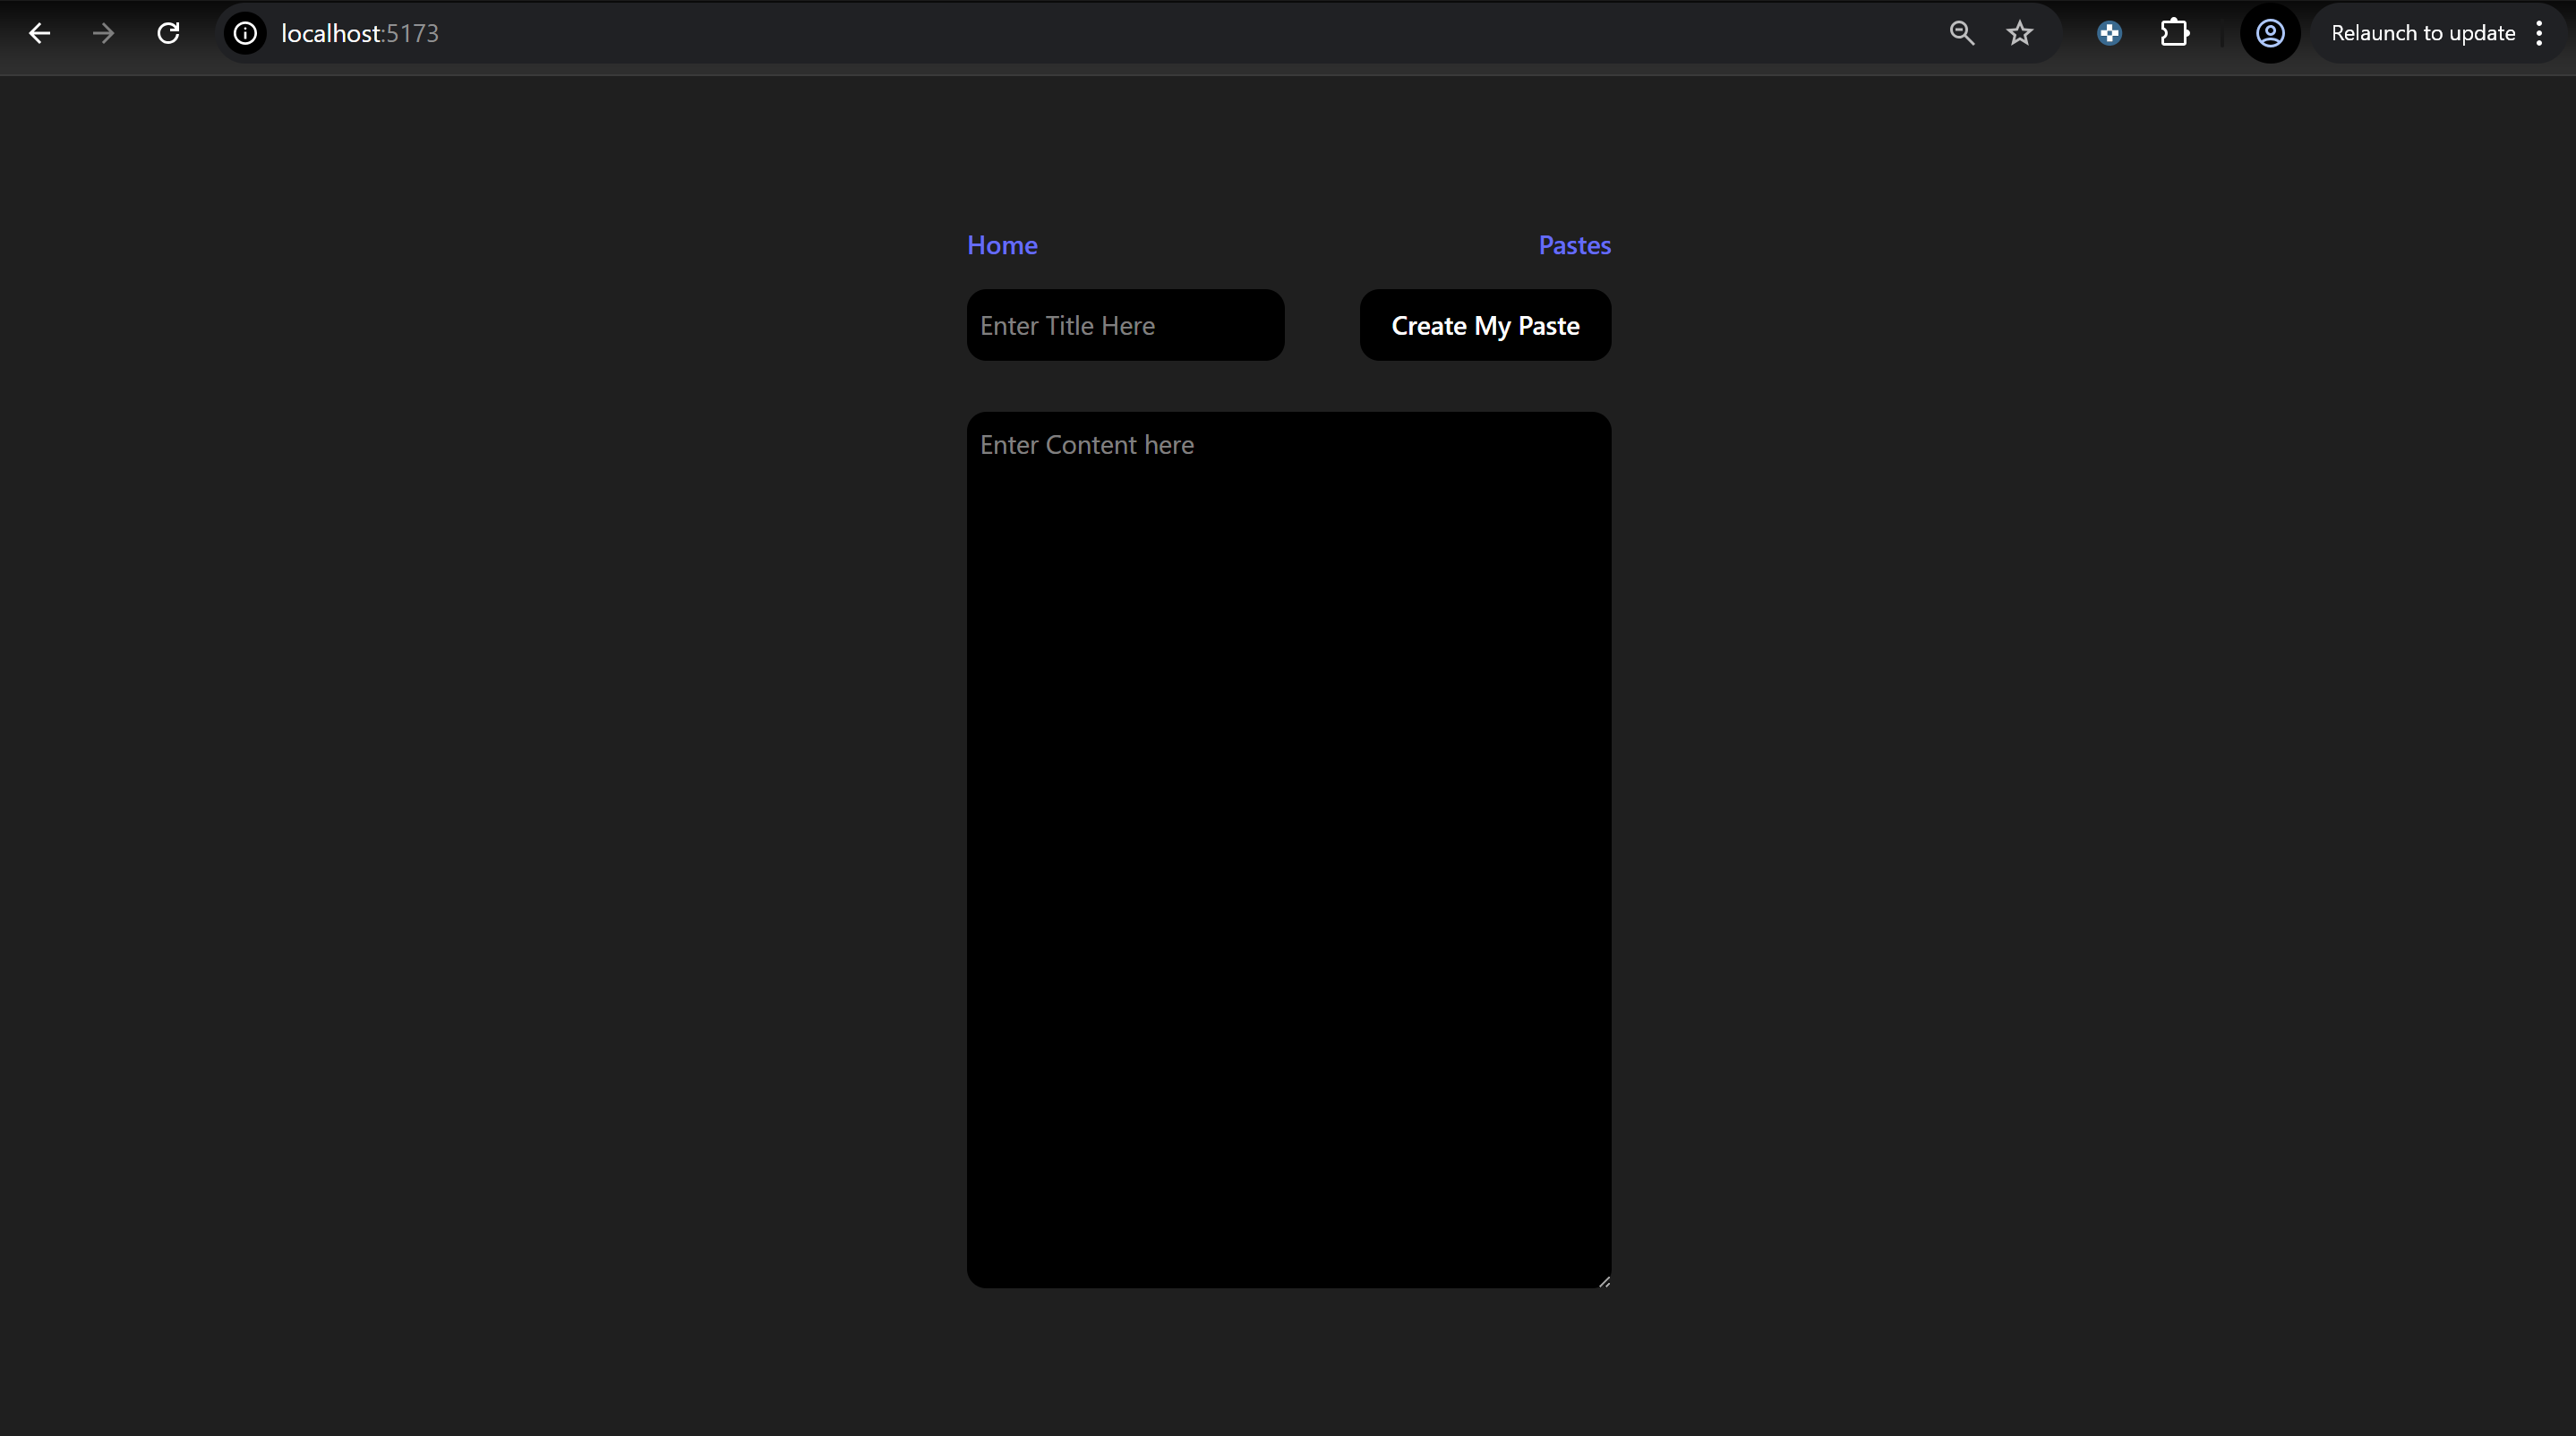 localhost:5173
Relaunch to update
Home
Pastes
Enter Title Here
Create My Paste
Enter Content here